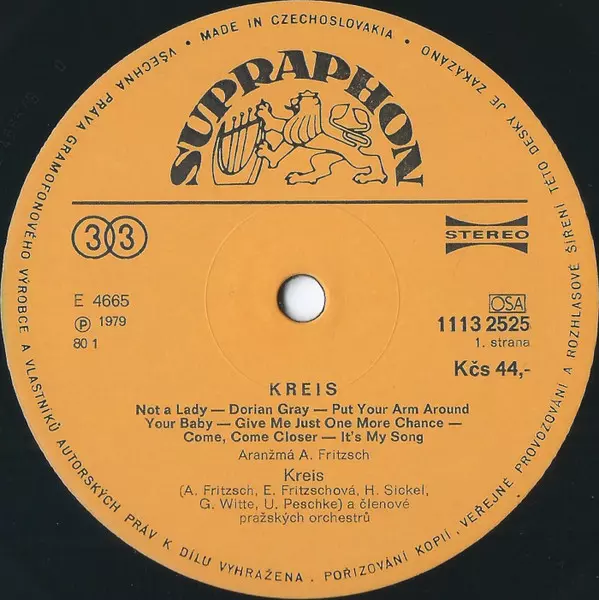 • MADE IN CZECHOSLOVAKIA •
SUPRAPHON
33
STEREO
E 4665
Ⓟ 1979
80 1
OSA
1113 2525
1. strana
Kčs 44,-
KREIS
Not a Lady — Dorian Gray — Put Your Arm Around
Your Baby — Give Me Just One More Chance —
Come, Come Closer — It's My Song
Aranžmá A. Fritzsch
Kreis
(A. Fritzsch, E. Fritzschová, H. Sickel,
G. Witte, U. Peschke) a členové
pražských orchestrů
VŠECHNA PRÁVA GRAMOFONOVÉHO VÝROBCE A VLASTNÍKŮ AUTORSKÝCH PRÁV K DÍLU VYHRAŽENA. POŘIZOVÁNÍ KOPIÍ, VEŘEJNÉ PROVOZOVÁNÍ A ROZHLASOVÉ ŠÍŘENÍ TÉTO DESKY JE ZAKÁZÁNO